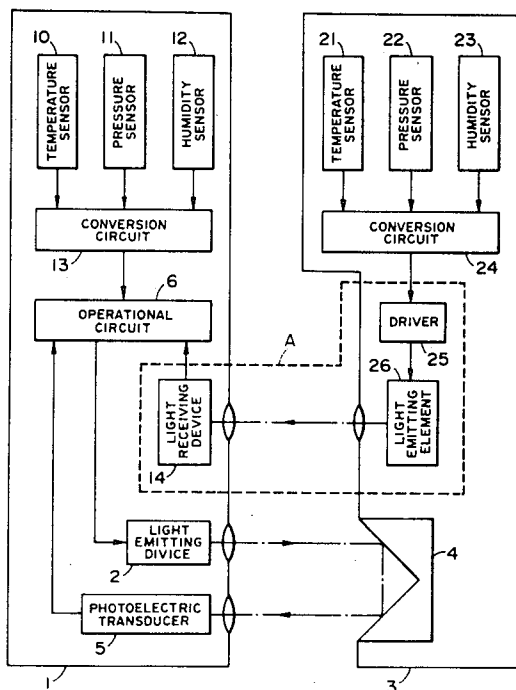 10
11
12
21
22
23
TEMPERATURE
SENSOR
PRESSURE
SENSOR
HUMIDITY
SENSOR
TEMPERATURE
SENSOR
PRESSURE
SENSOR
HUMIDITY
SENSOR
CONVERSION
CIRCUIT
13
CONVERSION
CIRCUIT
24
6
OPERATIONAL
CIRCUIT
A
DRIVER
25
26
LIGHT
RECEIVING
DEVICE
14
LIGHT
EMITTING
ELEMENT
LIGHT
EMITTING
DIVICE
2
4
PHOTOELECTRIC
TRANSDUCER
5
1
3